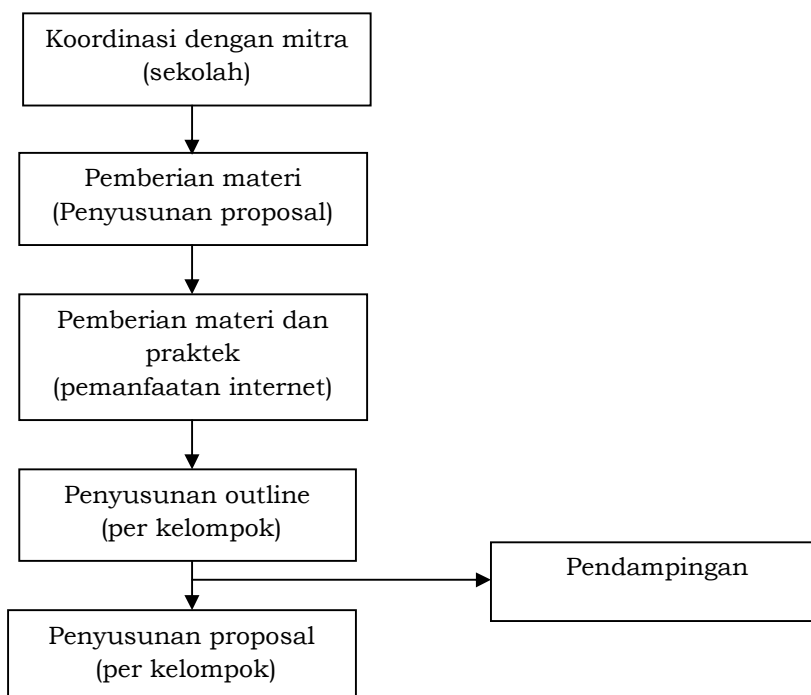 Koordinasi dengan mitra
(sekolah)
Pemberian materi
(Penyusunan proposal)
Pemberian materi dan
praktek
(pemanfaatan internet)
Penyusunan outline
(per kelompok)
Pendampingan
Penyusunan proposal
(per kelompok)